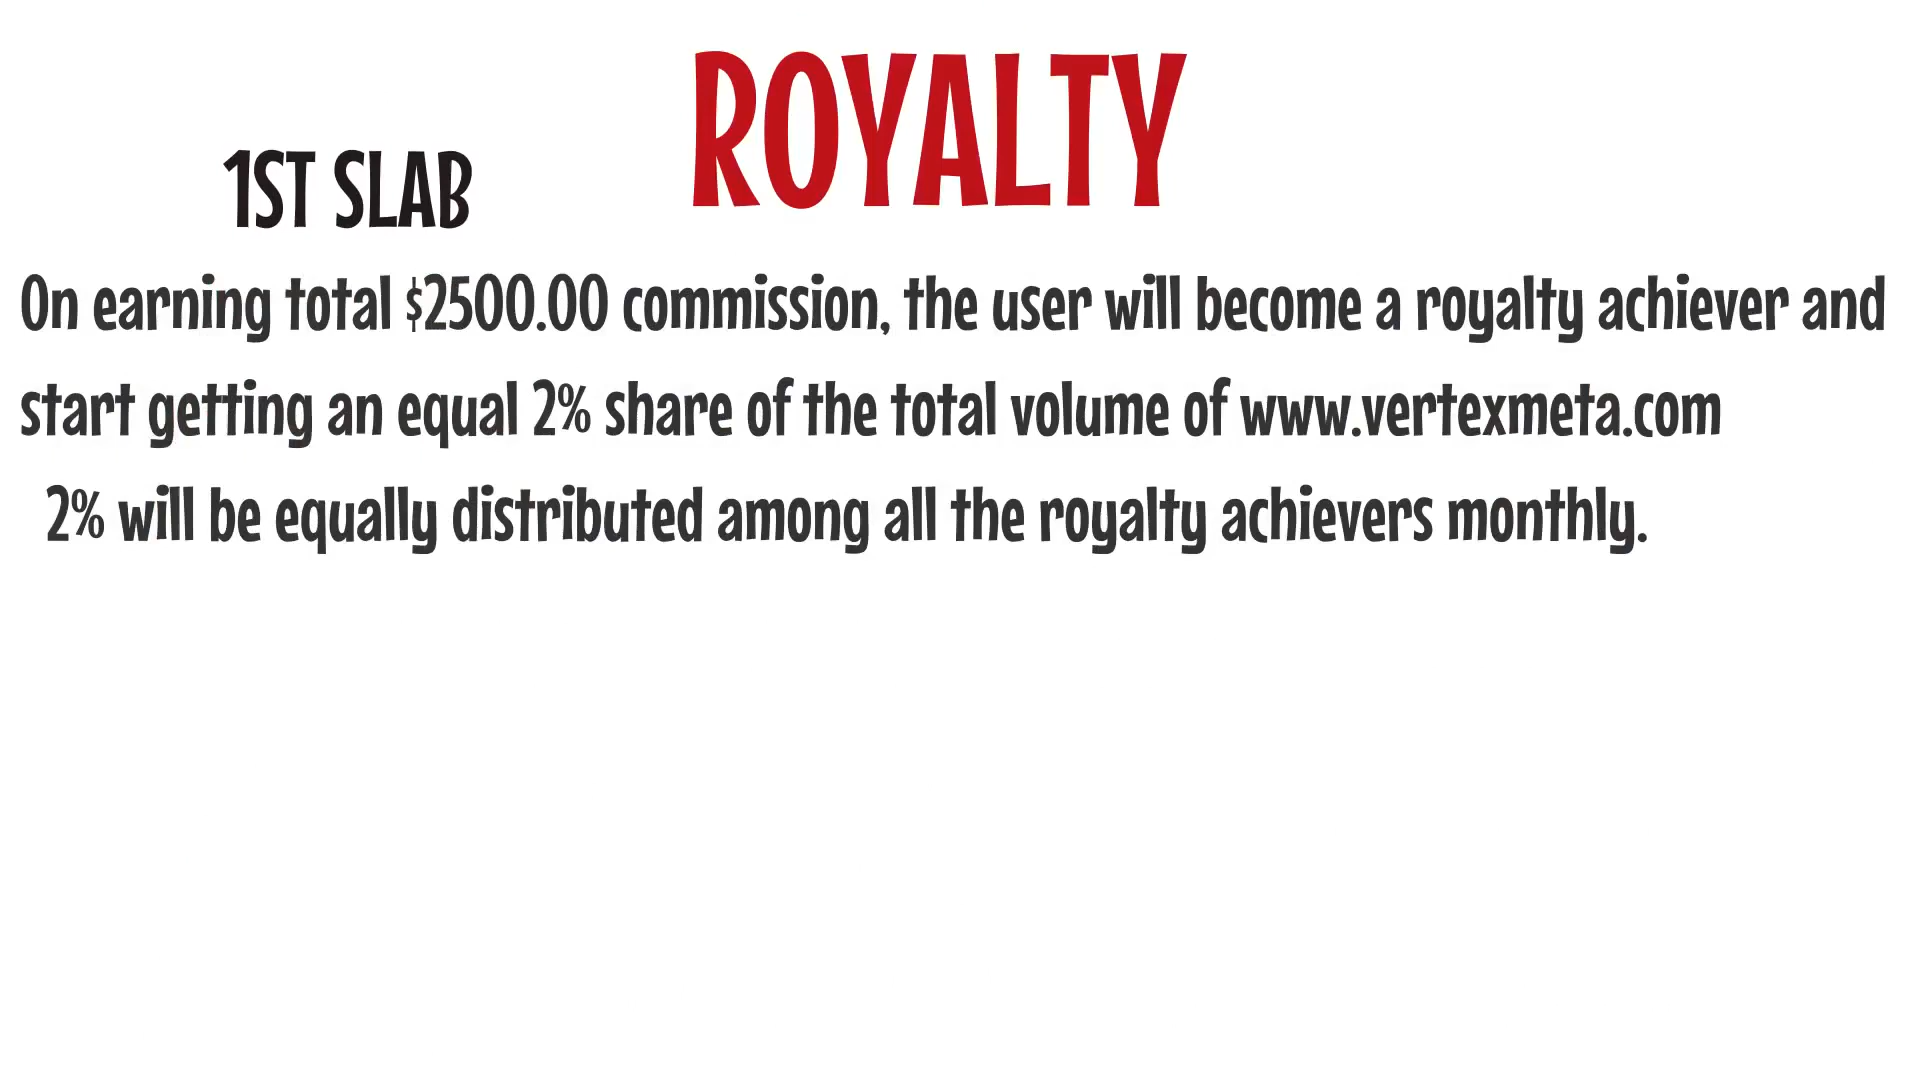 ROYALTY
1ST SLAB
On earning total $2500.00 commission, the user will become a royalty achiever and
start getting an equal 2% share of the total volume of www.vertexmeta.com
2% will be equally distributed among all the royalty achievers monthly.